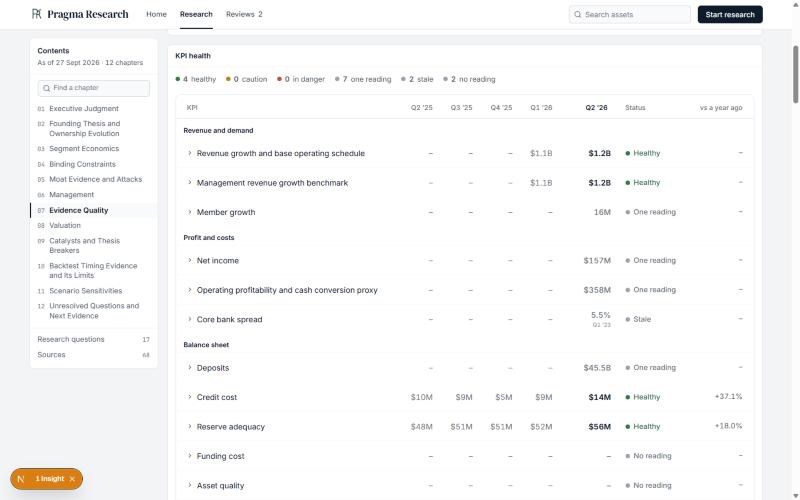 Pragma Research
Home Research Reviews 2
Search assets
Start research
Contents
As of 27 Sept 2026 · 12 chapters
Find a chapter
01 Executive Judgment
02 Founding Thesis and
Ownership Evolution
03 Segment Economics
04 Binding Constraints
05 Moat Evidence and Attacks
06 Management
07 Evidence Quality
08 Valuation
09 Catalysts and Thesis
Breakers
10 Backtest Timing Evidence
and Its Limits
11 Scenario Sensitivities
12 Unresolved Questions and
Next Evidence
Research questions 17
Sources 68
KPI health
4 healthy 0 caution 0 in danger 7 one reading 2 stale 2 no reading
KPI Q2 '25 Q3 '25 Q4 '25 Q1 '26 Q2 '26 Status vs a year ago
Revenue and demand
Revenue growth and base operating schedule – – – $1.1B $1.2B Healthy –
Management revenue growth benchmark – – – $1.1B $1.2B Healthy –
Member growth – – – – 16M One reading –
Profit and costs
Net income – – – – $157M One reading –
Operating profitability and cash conversion proxy – – – – $358M One reading –
Core bank spread – – – – 5.5% Stale –
Q1 '23
Balance sheet
Deposits – – – – $45.5B One reading –
Credit cost $10M $9M $5M $9M $14M Healthy +37.1%
Reserve adequacy $48M $51M $51M $52M $56M Healthy +18.0%
Funding cost – – – – – No reading –
Asset quality – – – – – No reading –
N 1 Insight ×